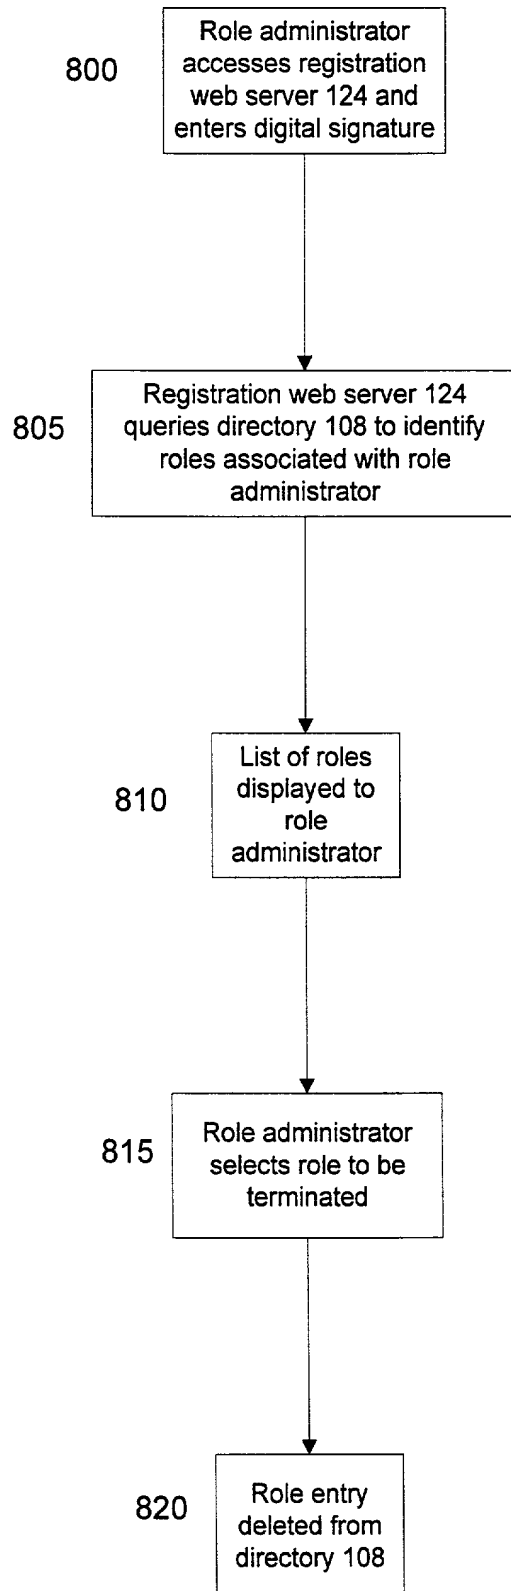 800
Role administrator
accesses registration
web server 124 and
enters digital signature
805
Registration web server 124
queries directory 108 to identify
roles associated with role
administrator
810
List of roles
displayed to
role
administrator
815
Role administrator
selects role to be
terminated
820
Role entry
deleted from
directory 108